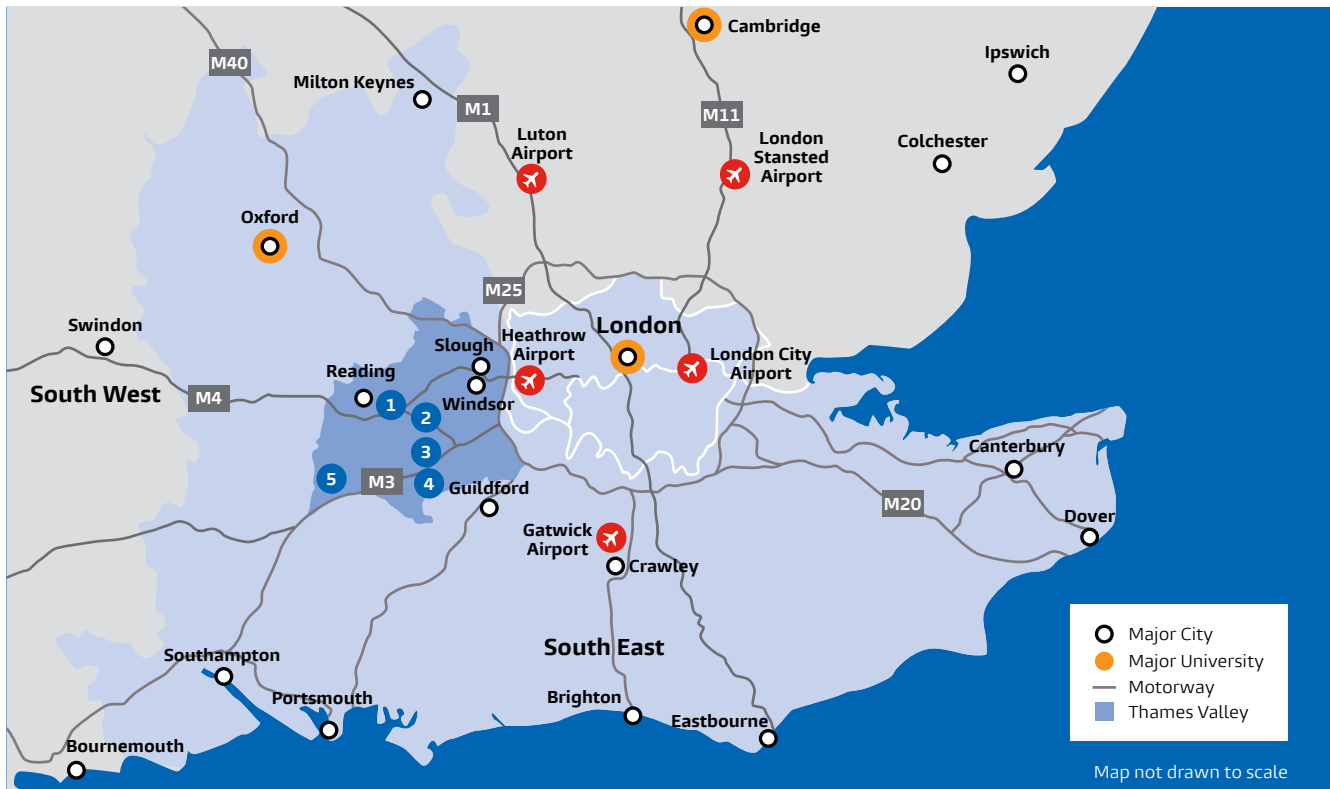 Cambridge
Ipswich
M40
Milton Keynes
M1
M11
Luton
Airport
London
Stansted
Airport
Colchester
Oxford
M25
Swindon
Slough
Heathrow
Airport
London
London City
Airport
Reading
South West
M4
Windsor
1
2
3
4
5
M3
Guildford
Canterbury
M20
Dover
Gatwick
Airport
Crawley
South East
Southampton
Portsmouth
Brighton
Eastbourne
Bournemouth
Major City
Major University
Motorway
Thames Valley
Map not drawn to scale